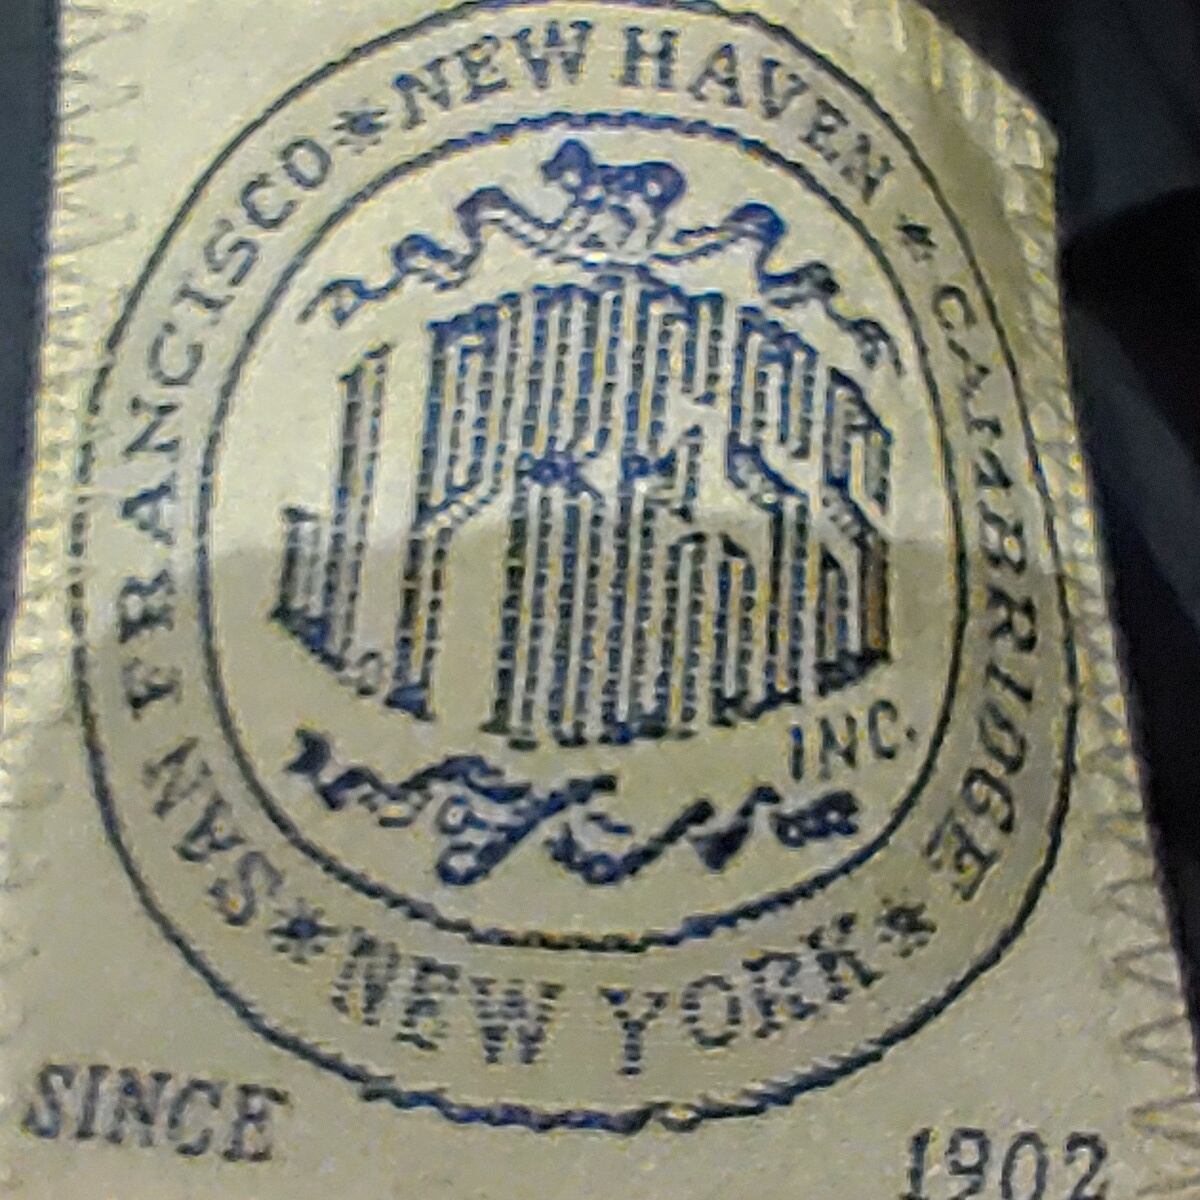 NEW HAVEN * CAMBRIDGE * NEW YORK * SAN FRANCISCO *
J. PRESS
INC.
SINCE 1902